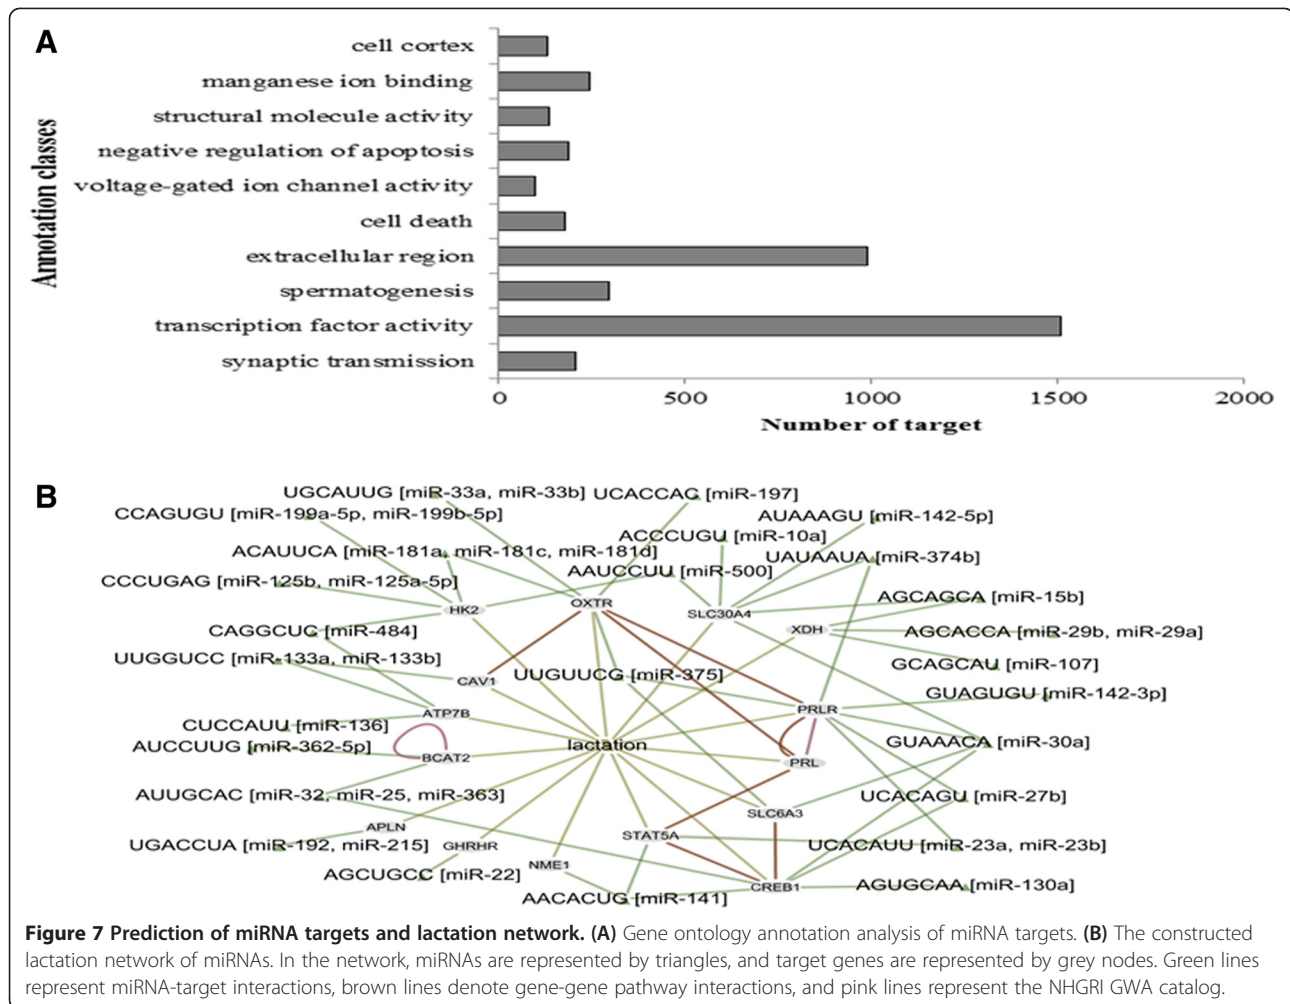 A
Annotation classes
cell cortex
manganese ion binding
structural molecule activity
negative regulation of apoptosis
voltage-gated ion channel activity
cell death
extracellular region
spermatogenesis
transcription factor activity
synaptic transmission
0 500 1000 1500 2000
Number of target
B
UGCAUUG [miR-33a, miR-33b] UCACCAC [miR-197]
CCAGUGU [miR-199a-5p, miR-199b-5p]
AUAAAGU [miR-142-5p]
ACCCUGU [miR-10a]
ACAUUCA [miR-181a, miR-181c, miR-181d]
UAUAAUA [miR-374b]
AAUCCUU [miR-500]
CCCUGAG [miR-125b, miR-125a-5p]
AGCAGCA [miR-15b]
HK2
OXTR
SLC30A4
CAGGCUC [miR-484]
XDH
AGCACCA [miR-29b, miR-29a]
UUGGUCC [miR-133a, miR-133b]
GCAGCAU [miR-107]
CAV1
UUGUUCG [miR-375]
GUAGUGU [miR-142-3p]
ATP7B
PRLR
CUCCAUU [miR-136]
AUCCUUG [miR-362-5p]
lactation
GUAAACA [miR-30a]
BCAT2
PRL
AUUGCAC [miR-32, miR-25, miR-363]
UCACAGU [miR-27b]
SLC6A3
APLN
STAT5A
UGACCUA [miR-192, miR-215]
GHRHR
UCACAUU [miR-23a, miR-23b]
NME1
AGCUGCC [miR-22]
CREB1
AGUGCAA [miR-130a]
AACACUG [miR-141]
Figure 7 Prediction of miRNA targets and lactation network. (A) Gene ontology annotation analysis of miRNA targets. (B) The constructed
lactation network of miRNAs. In the network, miRNAs are represented by triangles, and target genes are represented by grey nodes. Green lines
represent miRNA-target interactions, brown lines denote gene-gene pathway interactions, and pink lines represent the NHGRI GWA catalog.